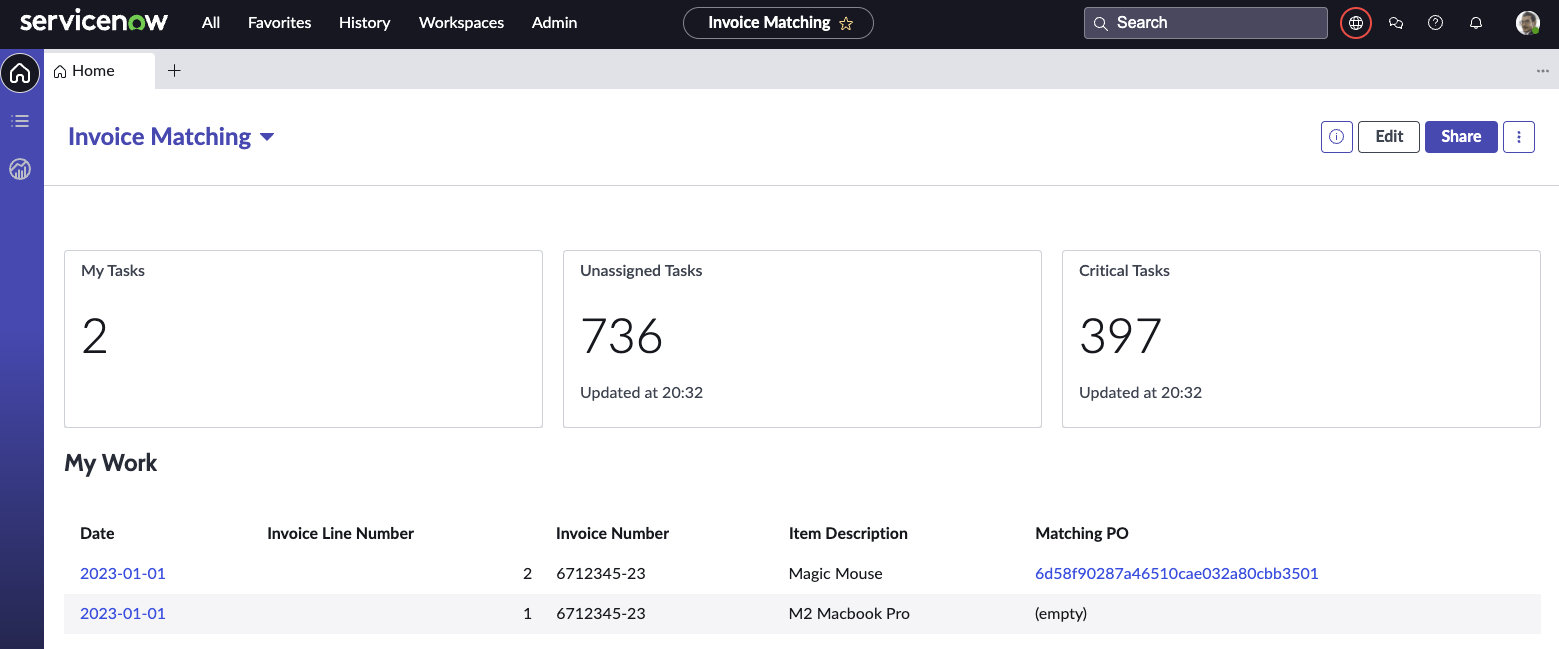 servicenow All Favorites History Workspaces Admin Invoice Matching Search
Home
Invoice Matching Edit Share
My Tasks Unassigned Tasks Critical Tasks
2 736 397
Updated at 20:32 Updated at 20:32
My Work
Date Invoice Line Number Invoice Number Item Description Matching PO
2023-01-01 2 6712345-23 Magic Mouse 6d58f90287a46510cae032a80cbb3501
2023-01-01 1 6712345-23 M2 Macbook Pro (empty)